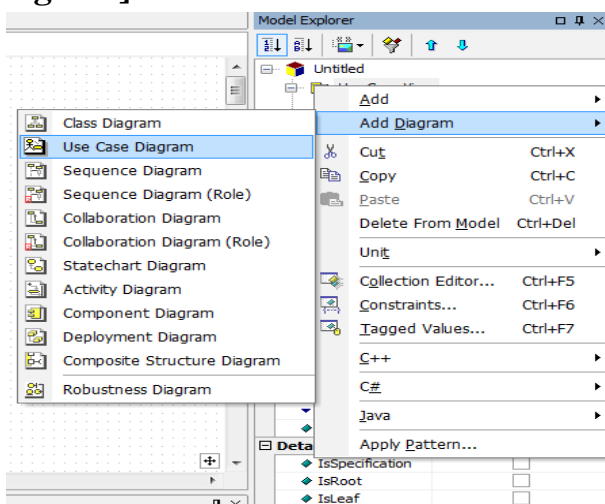 Model Explorer
Untitled
Add
Add Diagram
Cut Ctrl+X
Copy Ctrl+C
Paste Ctrl+V
Delete From Model Ctrl+Del
Unit
Collection Editor... Ctrl+F5
Constraints... Ctrl+F6
Tagged Values... Ctrl+F7
C++
C#
Java
Apply Pattern...
Class Diagram
Use Case Diagram
Sequence Diagram
Sequence Diagram (Role)
Collaboration Diagram
Collaboration Diagram (Role)
Statechart Diagram
Activity Diagram
Component Diagram
Deployment Diagram
Composite Structure Diagram
Robustness Diagram
Deta
IsSpecification
IsRoot
IsLeaf